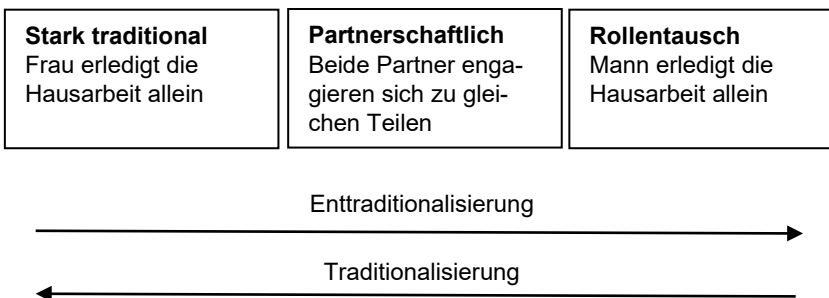 Stark traditional
Frau erledigt die
Hausarbeit allein
Partnerschaftlich
Beide Partner enga-
gieren sich zu glei-
chen Teilen
Rollentausch
Mann erledigt die
Hausarbeit allein
Enttraditionalisierung
Traditionalisierung